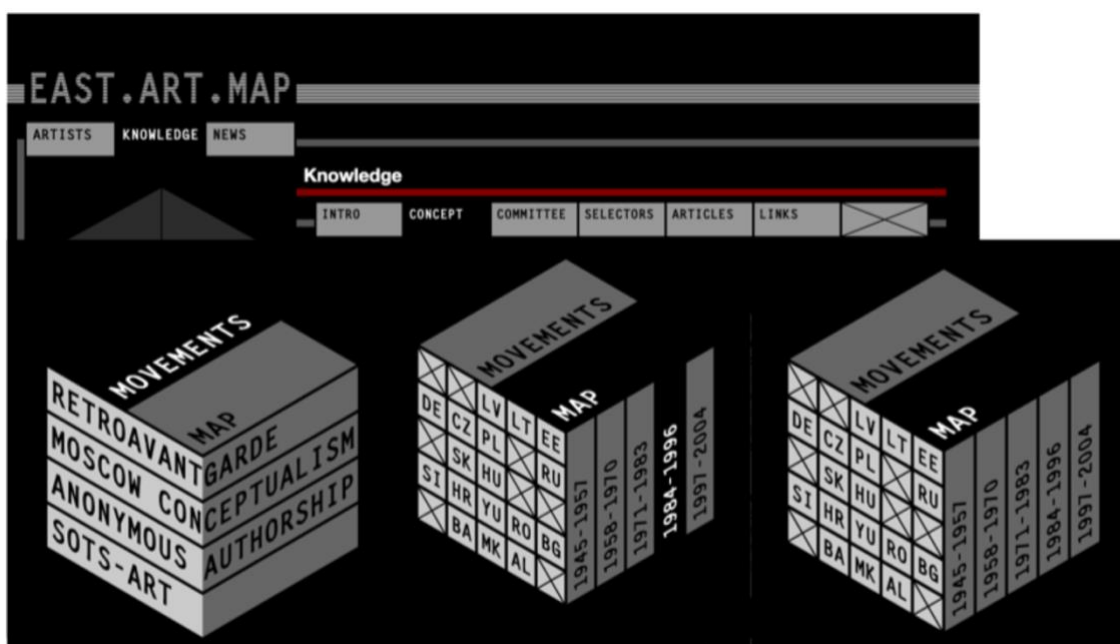 EAST.ART.MAP
ARTISTS KNOWLEDGE NEWS
Knowledge
INTRO CONCEPT COMMITTEE SELECTORS ARTICLES LINKS
MOVEMENTS
MAP
RETROAVANTGARDE
MOSCOW CONCEPTUALISM
ANONYMOUS AUTHORSHIP
SOTS-ART
MOVEMENTS
MAP
LV LT EE
DE CZ PL RU
SK HU
SI HR YU RO BG
BA MK AL
1945-1957
1958-1970
1971-1983
1984-1996
1997-2004
MOVEMENTS
MAP
LV LT EE
DE CZ PL RU
SK HU
SI HR YU RO BG
BA MK AL
1945-1957
1958-1970
1971-1983
1984-1996
1997-2004